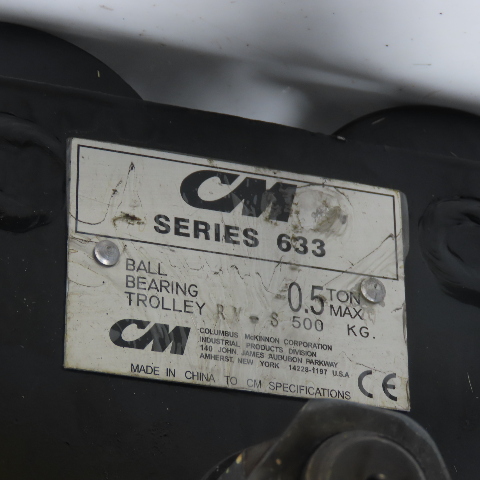 CM
SERIES 633
BALL
BEARING
TROLLEY
0.5 TON
MAX
500 KG.
CM
COLUMBUS McKINNON CORPORATION
INDUSTRIAL PRODUCTS DIVISION
140 JOHN JAMES AUDUBON PARKWAY
AMHERST, NEW YORK 14228-1197 U.S.A
MADE IN CHINA TO CM SPECIFICATIONS
CE